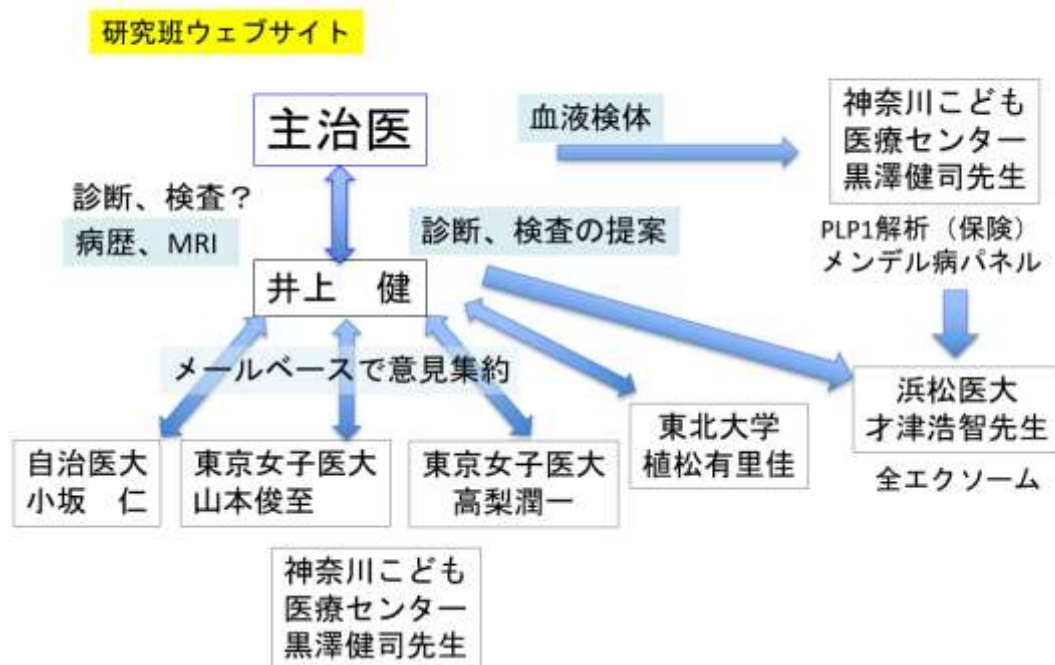 研究班ウェブサイト
主治医
血液検体
神奈川こども
医療センター
黒澤健司先生
診断、検査？
病歴、MRI
診断、検査の提案
PLP1解析（保険）
メンデル病パネル
井上　健
メールベースで意見集約
浜松医大
才津浩智先生
全エクソーム
東北大学
植松有里佳
自治医大
小坂　仁
東京女子医大
山本俊至
東京女子医大
高梨潤一
神奈川こども
医療センター
黒澤健司先生